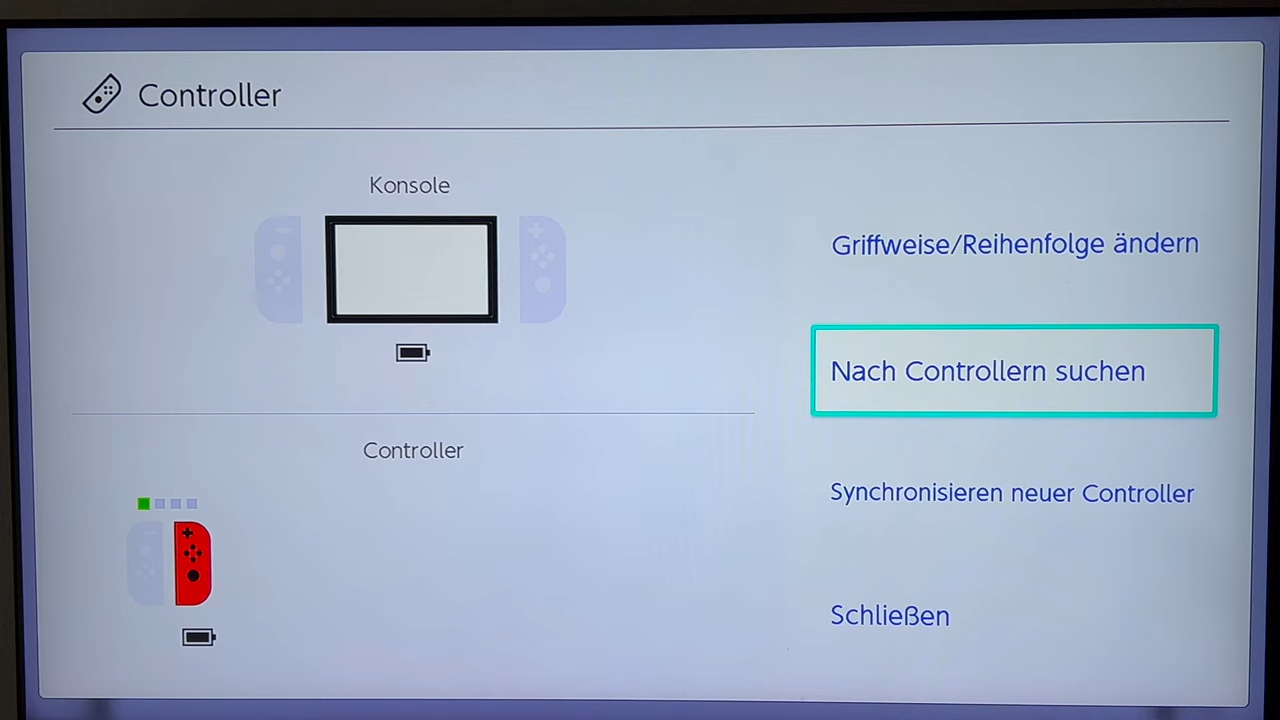 Controller
Konsole
Griffweise/Reihenfolge ändern
Nach Controllern suchen
Controller
Synchronisieren neuer Controller
Schließen